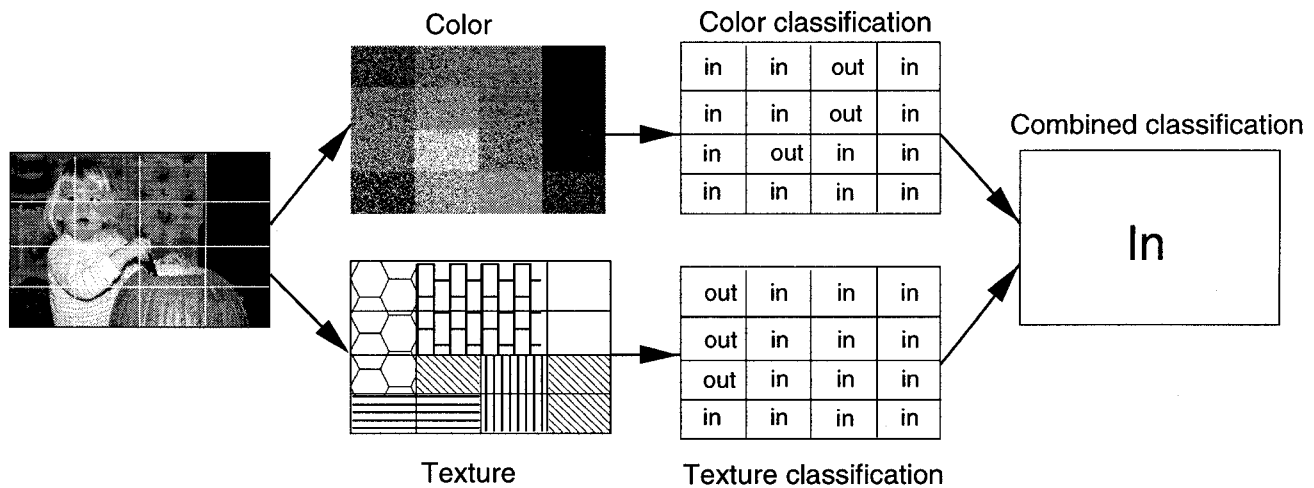 Color
Color classification
in in out in
in in out in
in out in in
in in in in
Combined classification
In
out in in in
out in in in
out in in in
in in in in
Texture
Texture classification